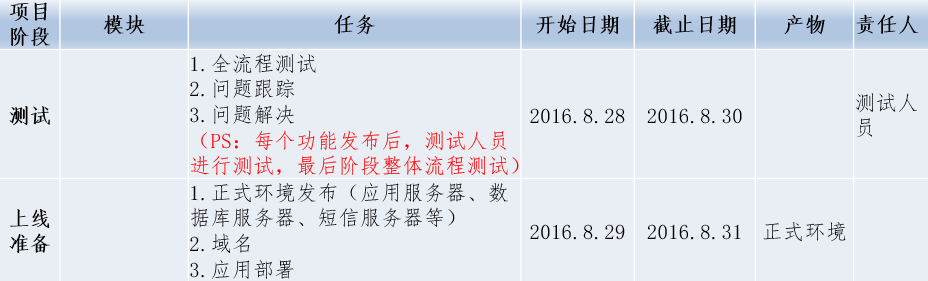 项目阶段 模块 任务 开始日期 截止日期 产物 责任人
测试
1.全流程测试
2.问题跟踪
3.问题解决
（PS：每个功能发布后，测试人员
进行测试，最后阶段整体流程测试）
2016.8.28 2016.8.30
测试人
员
上线
准备
1.正式环境发布（应用服务器、数
据库服务器、短信服务器等）
2.域名
3.应用部署
2016.8.29 2016.8.31 正式环境